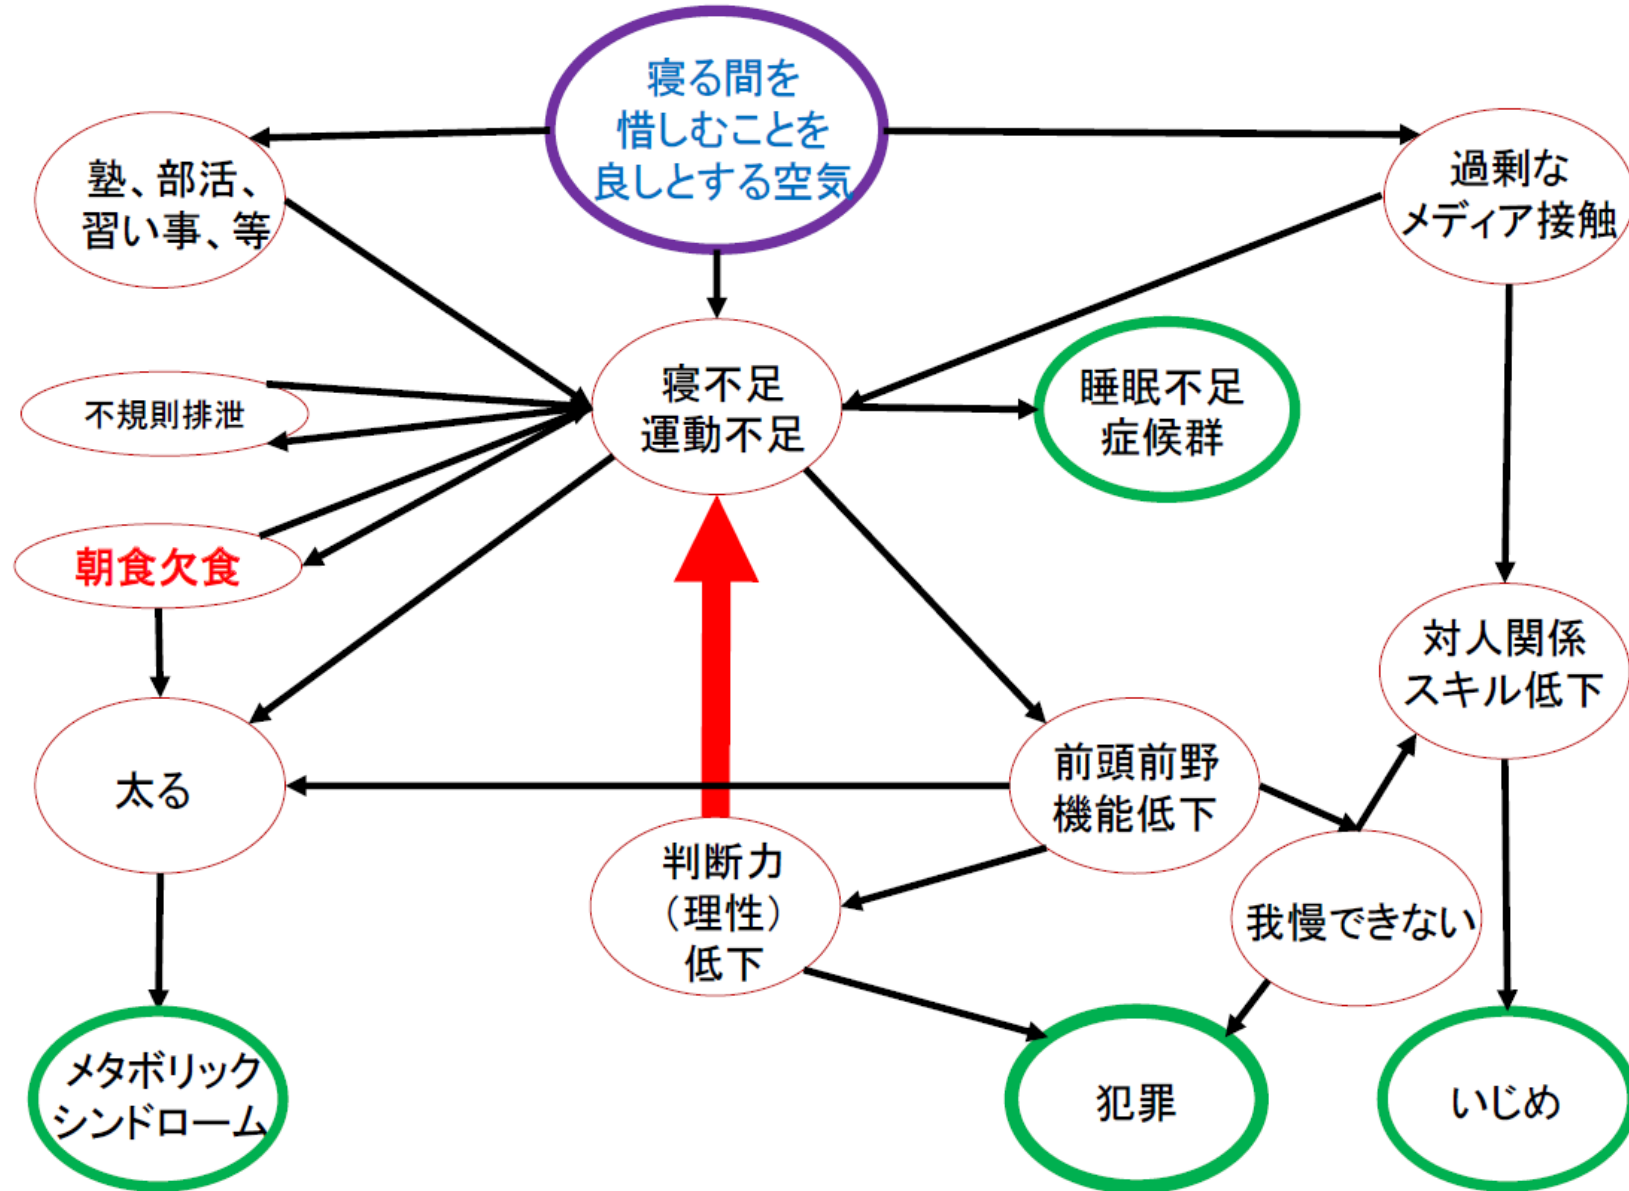 寝る間を
惜しむことを
良しとする空気
塾、部活、
習い事、等
過剰な
メディア接触
寝不足
運動不足
睡眠不足
症候群
不規則排泄
朝食欠食
対人関係
スキル低下
太る
前頭前野
機能低下
判断力
（理性）
低下
我慢できない
メタボリック
シンドローム
犯罪
いじめ